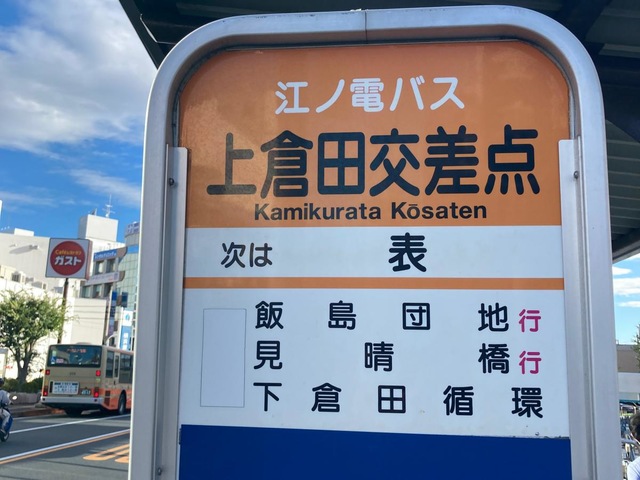 江ノ電バス
上倉田交差点
Kamikurata Kōsaten
次は 表
飯島団地行
見晴橋行
下倉田循環
ガスト